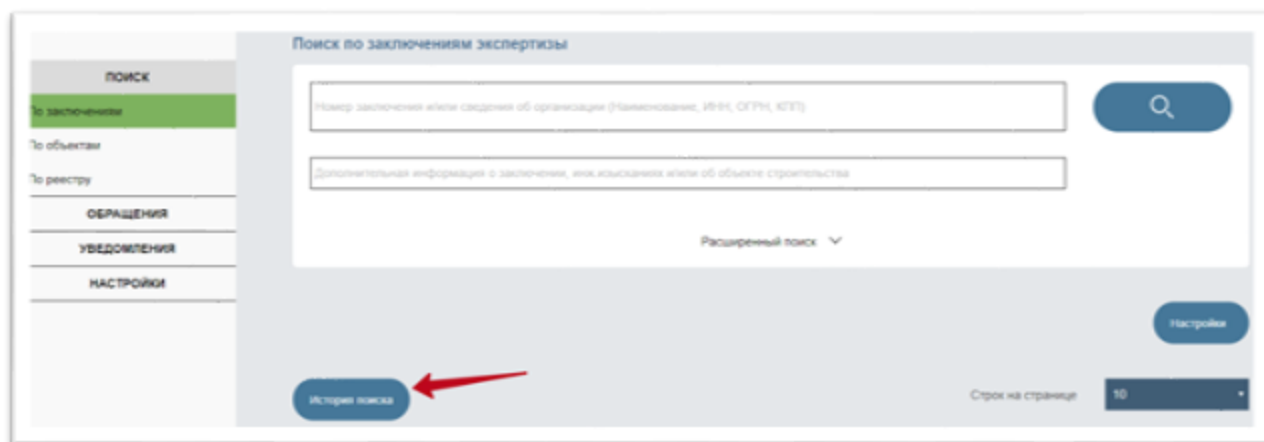 Поиск по заключениям экспертизы
ПОИСК
По заключениям
По объектам
По реестру
ОБРАЩЕНИЯ
УВЕДОМЛЕНИЯ
НАСТРОЙКИ
Номер заключения и/или сведения об организации (Наименование, ИНН, ОГРН, КПП)
Дополнительная информация о заключении, инж.изысканиях и/или об объекте строительства
Расширенный поиск
Настройки
История поиска
Строк на странице
10